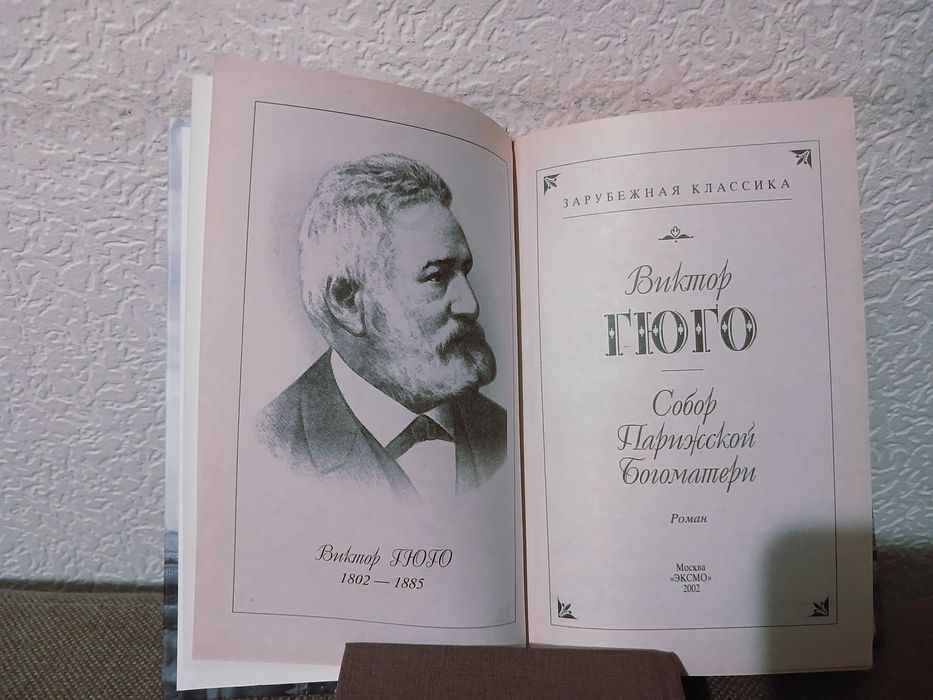 Виктор ГЮГО
1802 — 1885
ЗАРУБЕЖНАЯ КЛАССИКА
Виктор
ГЮГО
Собор
Парижской
Богоматери
Роман
Москва
«ЭКСМО»
2002